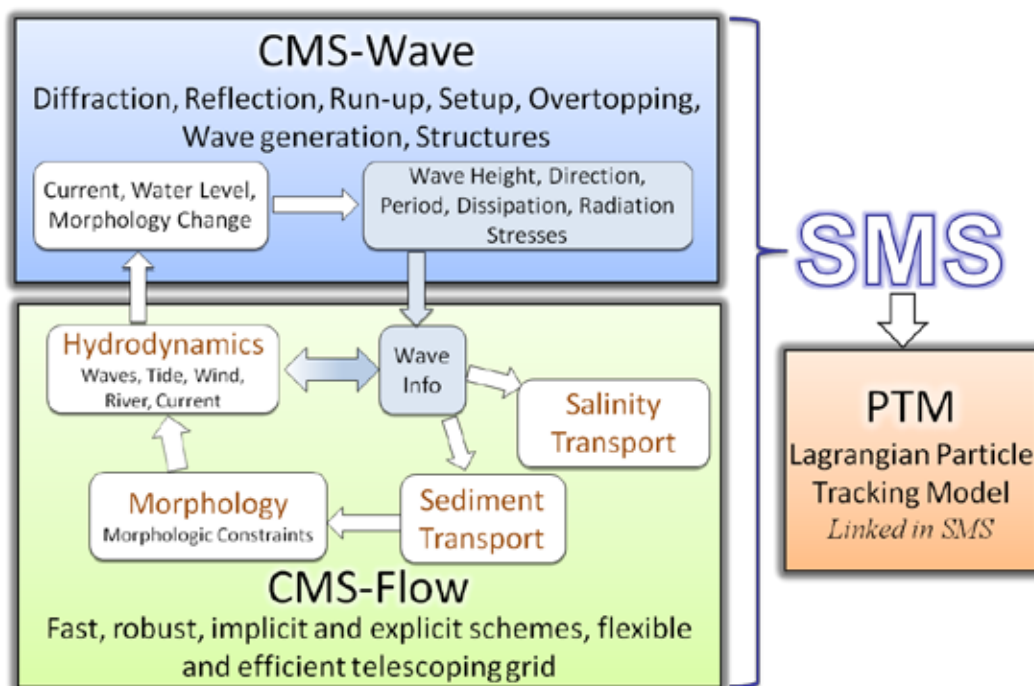 CMS-Wave
Diffraction, Reflection, Run-up, Setup, Overtopping,
Wave generation, Structures
Current, Water Level,
Morphology Change
Wave Height, Direction,
Period, Dissipation, Radiation
Stresses
Hydrodynamics
Waves, Tide, Wind,
River, Current
Wave
Info
Salinity
Transport
Morphology
Morphologic Constraints
Sediment
Transport
CMS-Flow
Fast, robust, implicit and explicit schemes, flexible
and efficient telescoping grid
SMS
PTM
Lagrangian Particle
Tracking Model
Linked in SMS